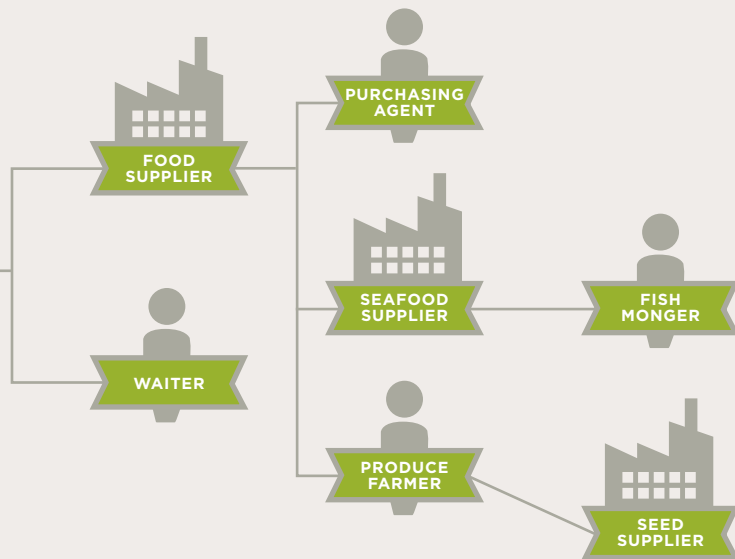 PURCHASING
AGENT
FOOD
SUPPLIER
SEAFOOD
SUPPLIER
FISH
MONGER
WAITER
PRODUCE
FARMER
SEED
SUPPLIER